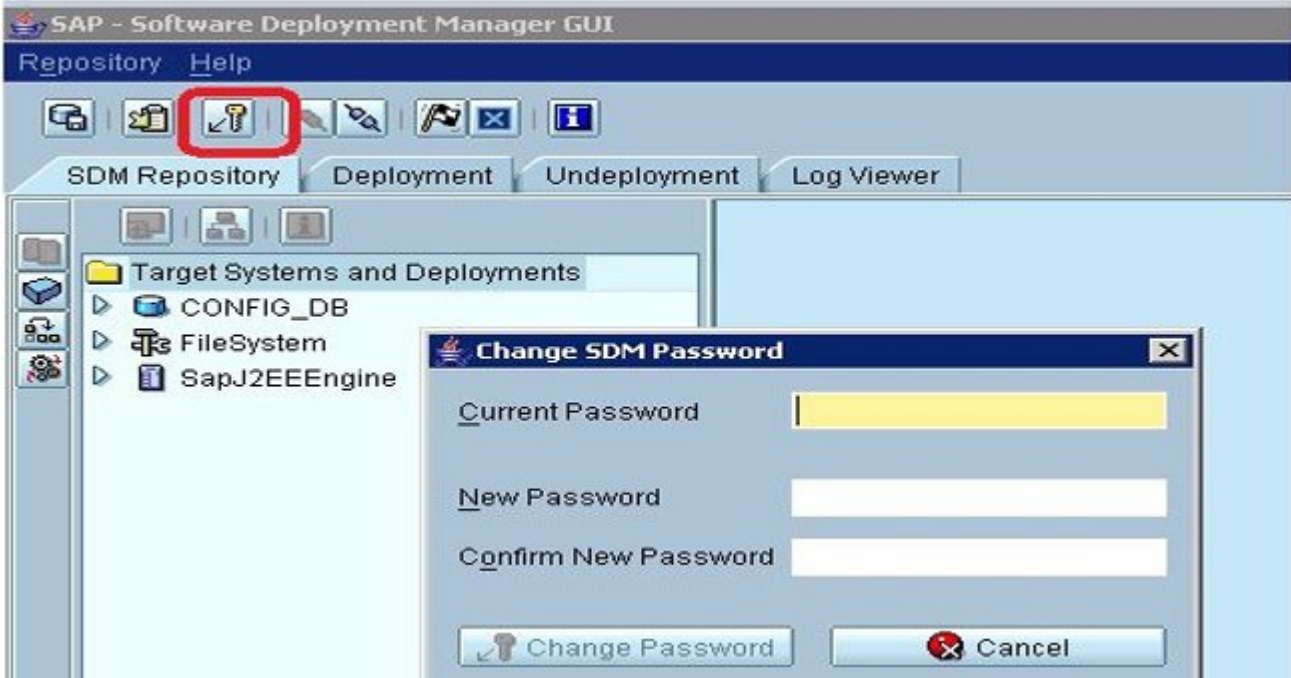 SAP - Software Deployment Manager GUI
Repository Help
SDM Repository Deployment Undeployment Log Viewer
Target Systems and Deployments
CONFIG_DB
FileSystem
SapJ2EEEngine
Change SDM Password
Current Password
New Password
Confirm New Password
Change Password Cancel